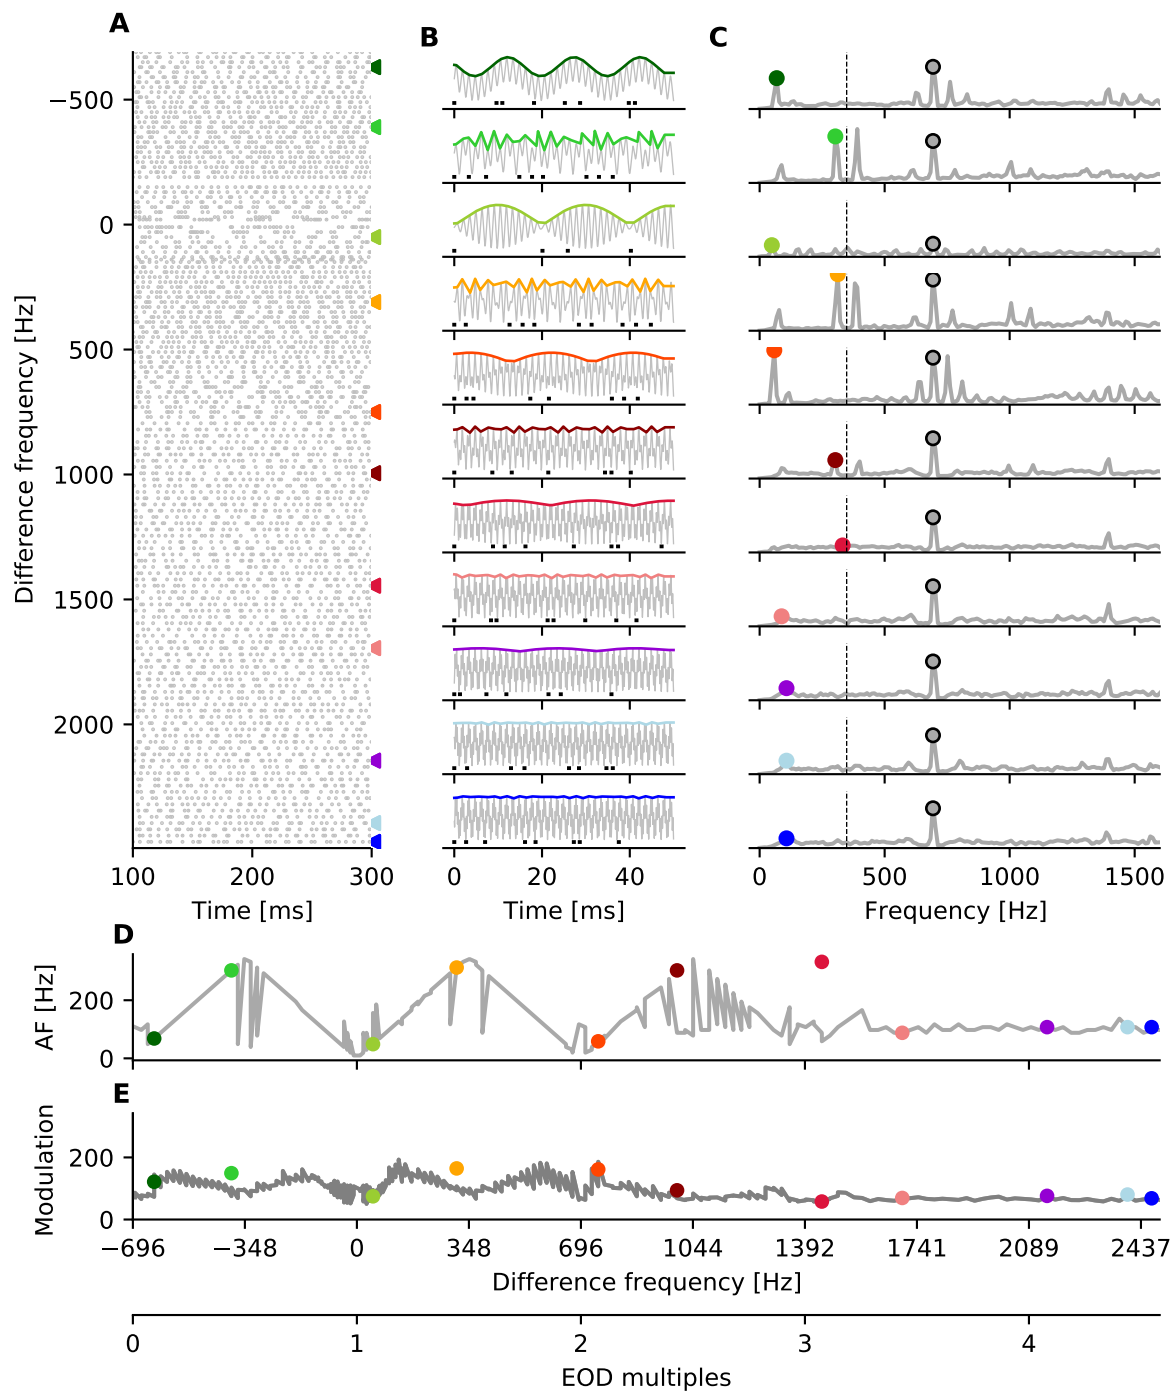 A
B
C
Difference frequency [Hz]
−500
0
500
1000
1500
2000
100 200 300
0 20 40
0 500 1000 1500
Time [ms]
Time [ms]
Frequency [Hz]
D
AF [Hz]
200
0
E
Modulation
200
0
−696 −348 0 348 696 1044 1392 1741 2089 2437
Difference frequency [Hz]
0 1 2 3 4
EOD multiples